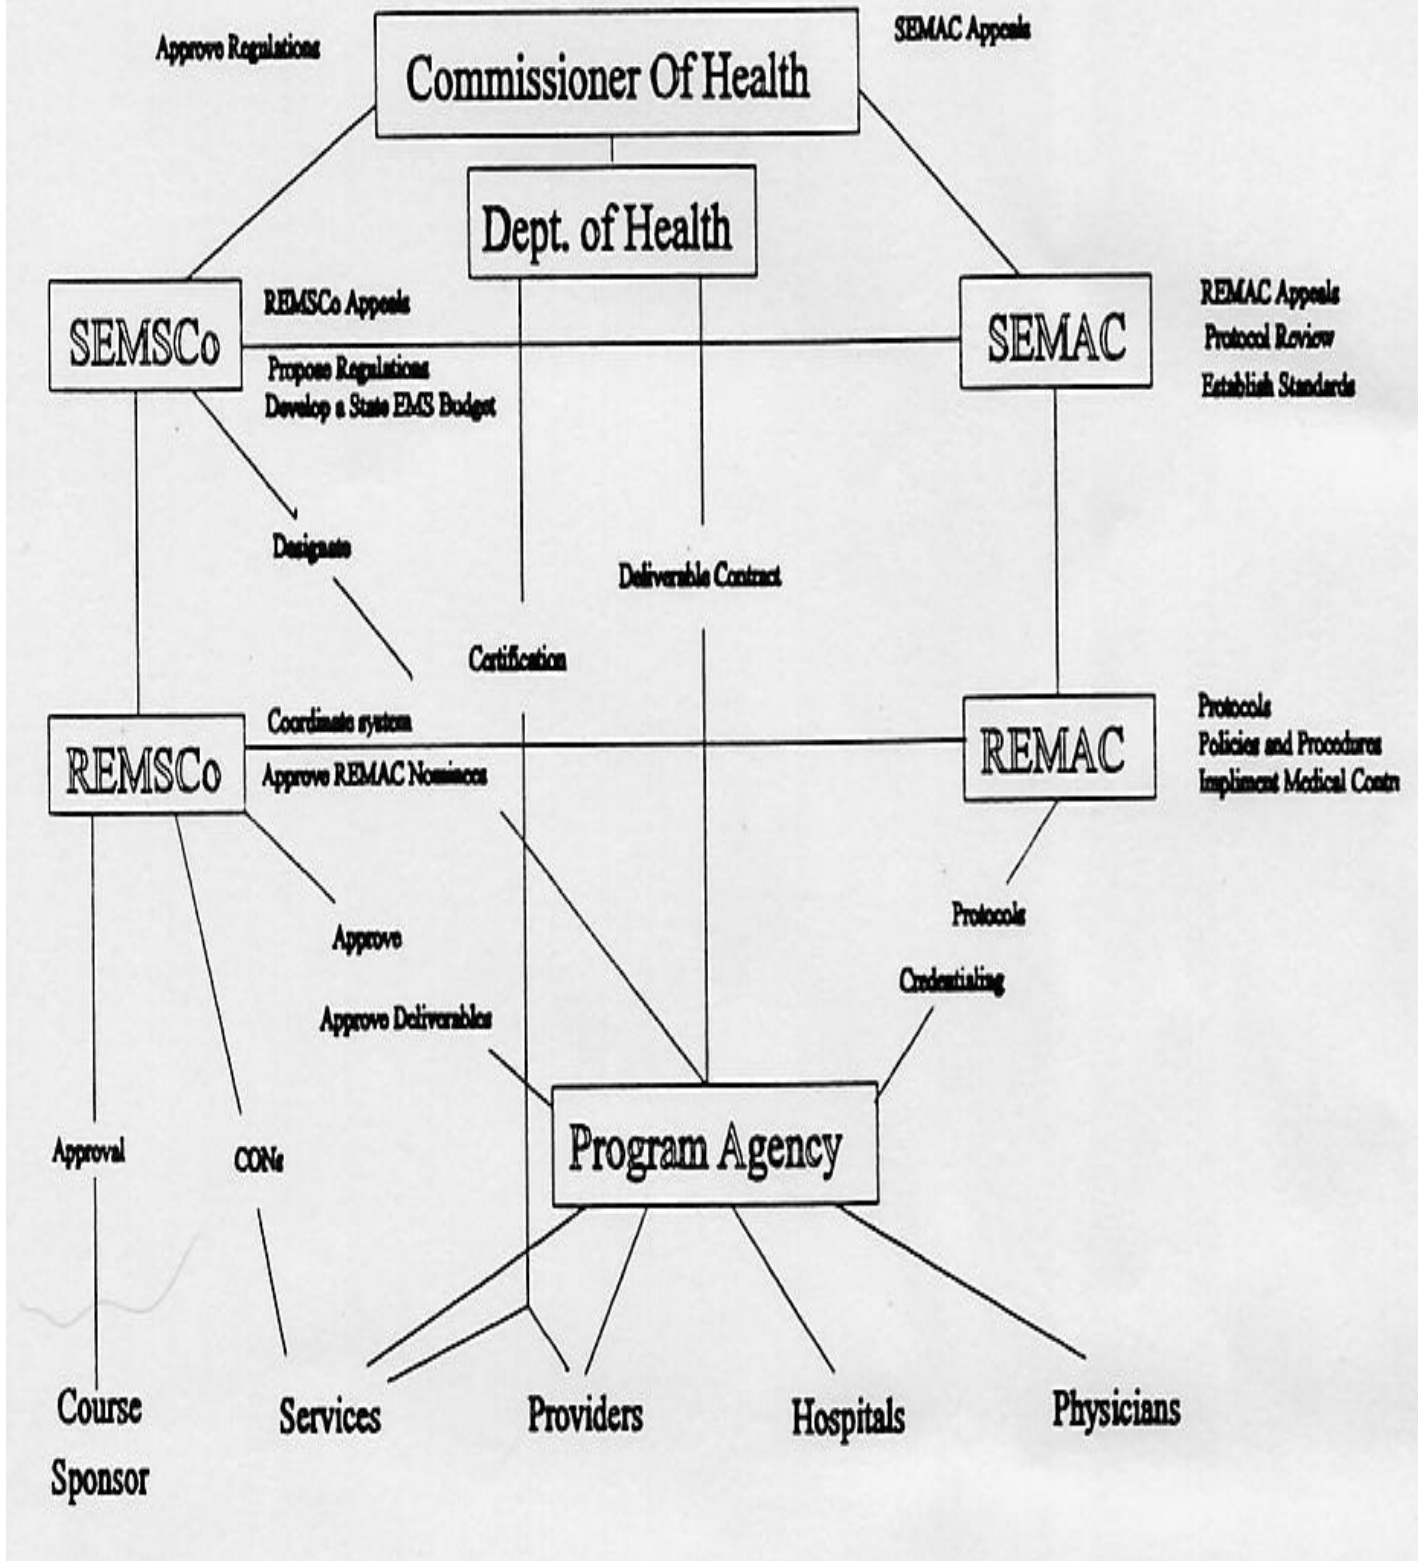 Approve Regulations
SEMAC Appeals
Commissioner Of Health
Dept. of Health
SEMSCo
REMSCo Appeals
Propose Regulations
Develop a State EMS Budget
SEMAC
REMAC Appeals
Protocol Review
Establish Standards
Designate
Deliverable Contract
Certification
REMSCo
Coordinate system
Approve REMAC Nominees
REMAC
Protocols
Policies and Procedures
Impliment Medical Contn
Approve
Protocols
Credentialing
Approve Deliverables
Program Agency
Approval
CONs
Course
Sponsor
Services
Providers
Hospitals
Physicians